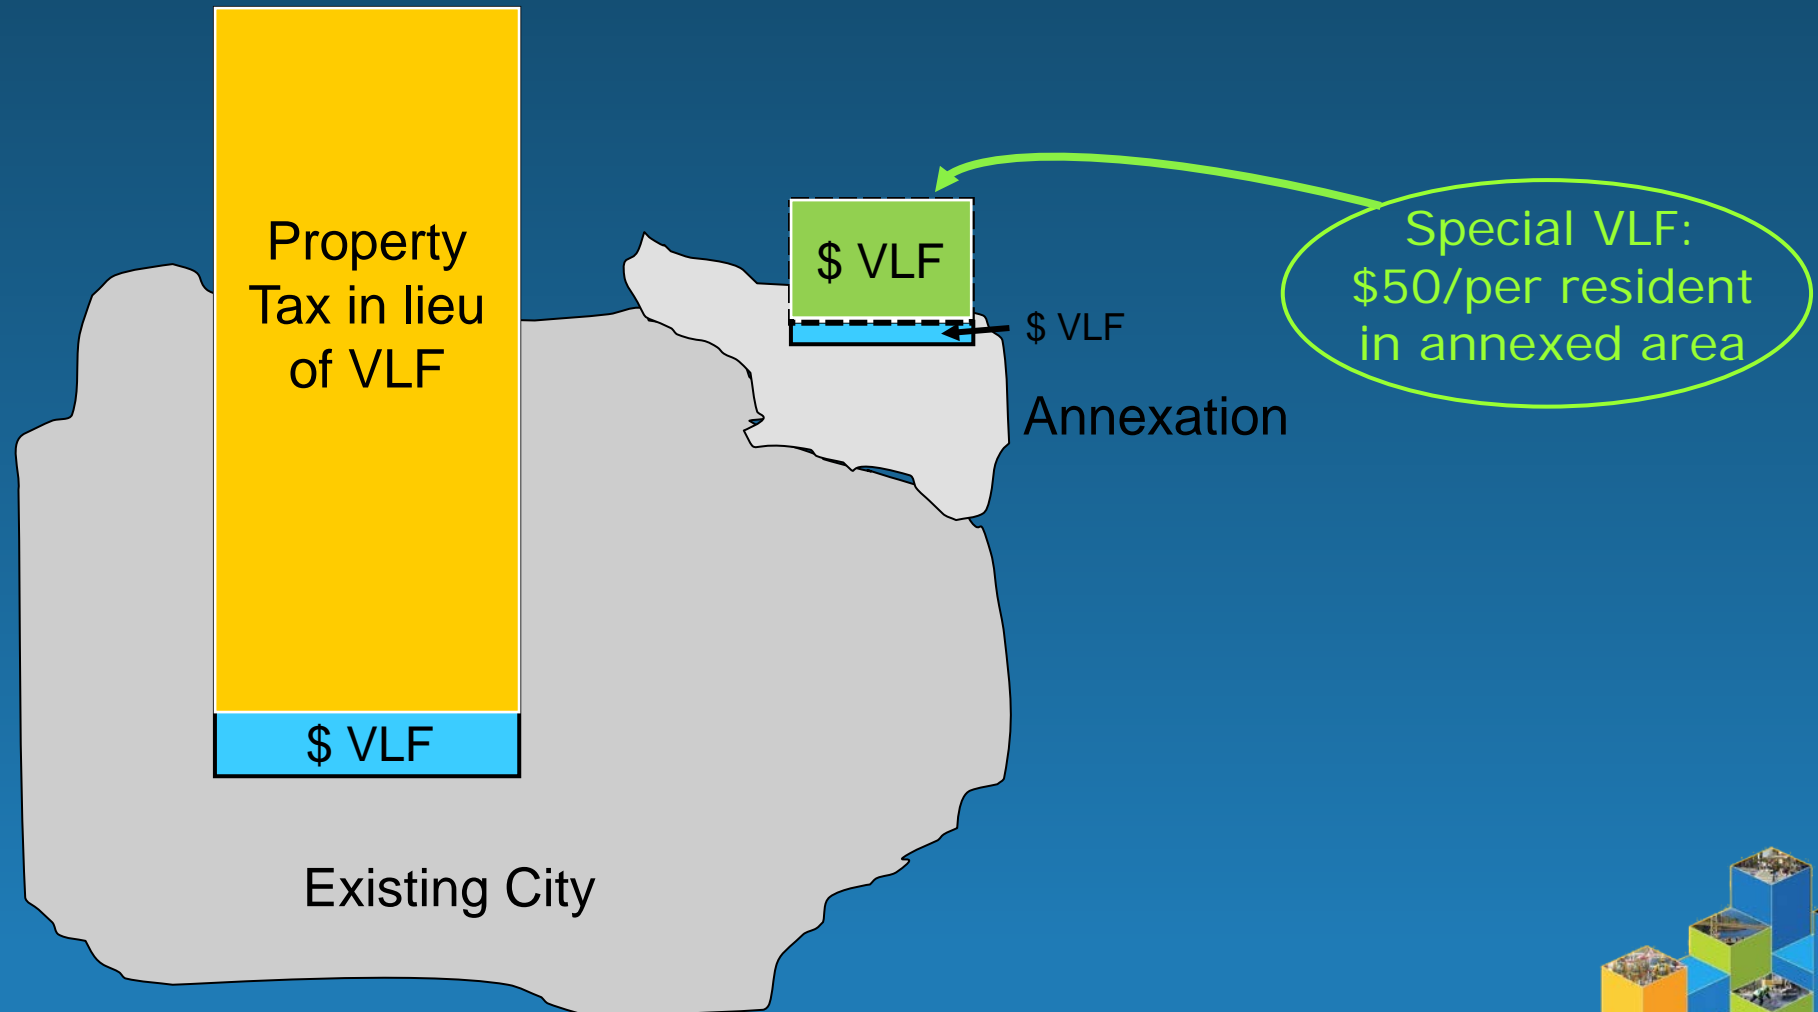 Property
Tax in lieu
of VLF
$ VLF
Existing City
$ VLF
$ VLF
Annexation
Special VLF:
$50/per resident
in annexed area